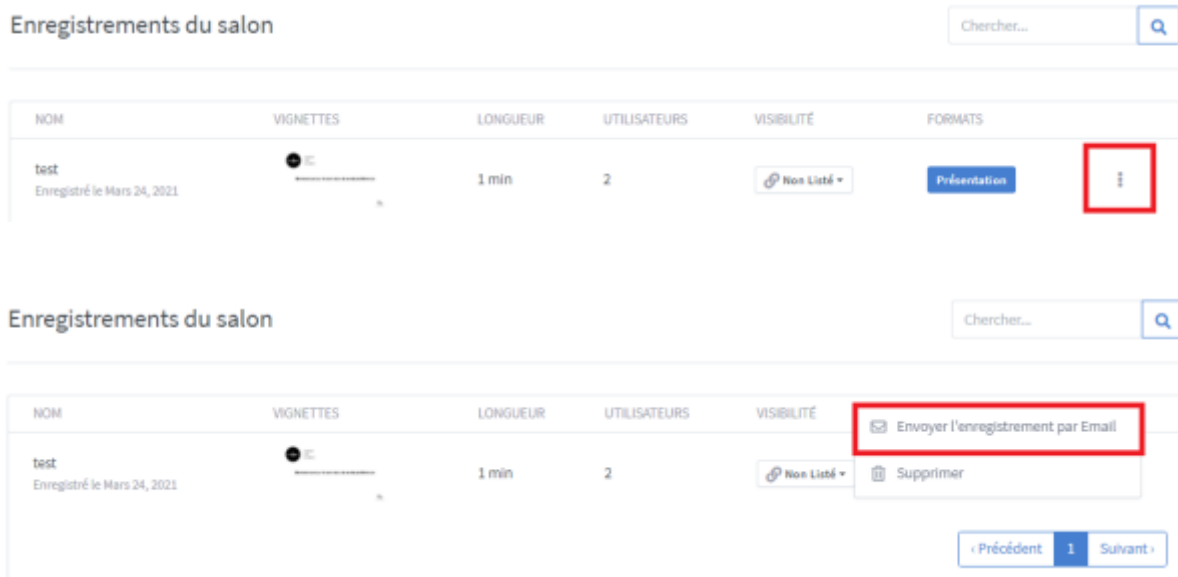 Enregistrements du salon
Chercher...
NOM VIGNETTES LONGUEUR UTILISATEURS VISIBILITÉ FORMATS
test
Enregistré le Mars 24, 2021
1 min 2 Non Listé Présentation
Enregistrements du salon
Chercher...
NOM VIGNETTES LONGUEUR UTILISATEURS VISIBILITÉ
Envoyer l'enregistrement par Email
test
Enregistré le Mars 24, 2021
1 min 2 Non Listé
Supprimer
‹ Précédent 1 Suivant ›